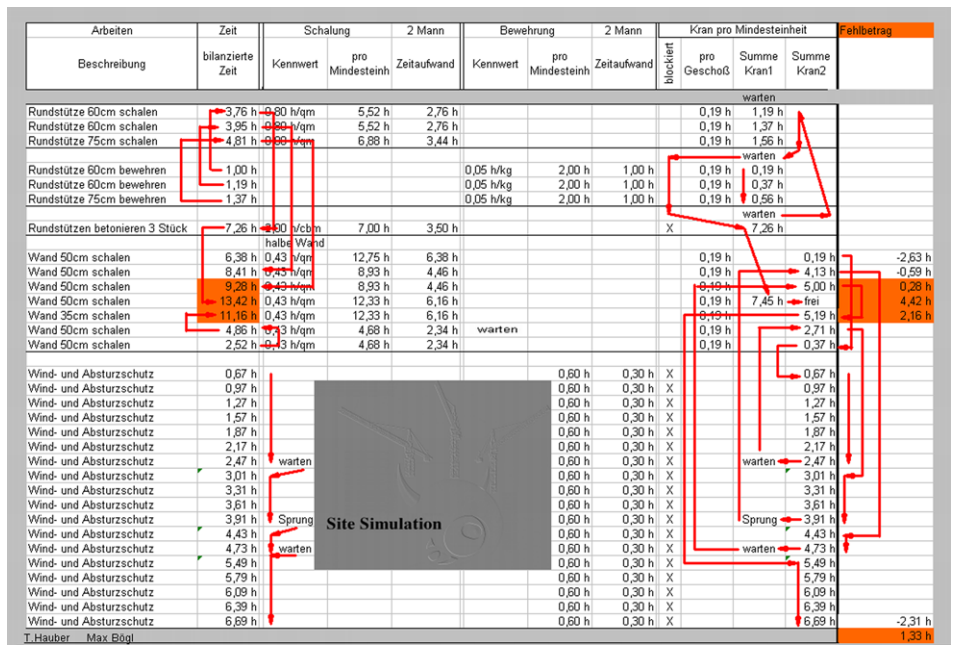 Arbeiten Zeit Schalung 2 Mann Bewehrung 2 Mann Kran pro Mindesteinheit Fehlbetrag
Beschreibung bilanzierte Zeit Kennwert pro Mindesteinh Zeitaufwand Kennwert pro Mindesteinh Zeitaufwand blockiert pro Geschoß Summe Kran1 Summe Kran2
warten
Rundstütze 60cm schalen 3,76 h 0,80 h/qm 5,52 h 2,76 h 0,19 h 1,19 h
Rundstütze 60cm schalen 3,95 h h/qm 5,52 h 2,76 h 0,19 h 1,37 h
Rundstütze 75cm schalen 4,81 h h/qm 6,88 h 3,44 h 0,19 h 1,56 h
warten
Rundstütze 60cm bewehren 1,00 h 0,05 h/kg 2,00 h 1,00 h 0,19 h 0,19 h
Rundstütze 60cm bewehren 1,19 h 0,05 h/kg 2,00 h 1,00 h 0,19 h 0,37 h
Rundstütze 75cm bewehren 1,37 h 0,05 h/kg 2,00 h 1,00 h 0,19 h 0,56 h
warten
Rundstützen betonieren 3 Stück 7,26 h h/cbm 7,00 h 3,50 h X 7,26 h
halbe Wand
Wand 50cm schalen 6,38 h 0,43 h/qm 12,75 h 6,38 h 0,19 h 0,19 h -2,63 h
Wand 50cm schalen 8,41 h 0,43 h/qm 8,93 h 4,46 h 0,19 h 4,13 h -0,59 h
Wand 50cm schalen 9,28 h 0,43 h/qm 8,93 h 4,46 h 0,19 h 5,00 h 0,28 h
Wand 50cm schalen 13,42 h 0,43 h/qm 12,33 h 6,16 h 0,19 h 7,45 h frei 4,42 h
Wand 35cm schalen 11,16 h 0,43 h/qm 12,33 h 6,16 h 0,19 h 5,19 h 2,16 h
Wand 50cm schalen 4,86 h 0,43 h/qm 4,68 h 2,34 h warten 0,19 h 2,71 h
Wand 50cm schalen 2,52 h 0,43 h/qm 4,68 h 2,34 h 0,19 h 0,37 h
Wind- und Absturzschutz 0,67 h 0,60 h 0,30 h X 0,67 h
Wind- und Absturzschutz 0,97 h 0,60 h 0,30 h X 0,97 h
Wind- und Absturzschutz 1,27 h 0,60 h 0,30 h X 1,27 h
Wind- und Absturzschutz 1,57 h 0,60 h 0,30 h X 1,57 h
Wind- und Absturzschutz 1,87 h 0,60 h 0,30 h X 1,87 h
Wind- und Absturzschutz 2,17 h 0,60 h 0,30 h X 2,17 h
Wind- und Absturzschutz 2,47 h warten 0,60 h 0,30 h X warten 2,47 h
Wind- und Absturzschutz 3,01 h 0,60 h 0,30 h X 3,01 h
Wind- und Absturzschutz 3,31 h 0,60 h 0,30 h X 3,31 h
Wind- und Absturzschutz 3,61 h 0,60 h 0,30 h X 3,61 h
Wind- und Absturzschutz 3,91 h Sprung Site Simulation 0,60 h 0,30 h X Sprung 3,91 h
Wind- und Absturzschutz 4,43 h 0,60 h 0,30 h X 4,43 h
Wind- und Absturzschutz 4,73 h warten 0,60 h 0,30 h X warten 4,73 h
Wind- und Absturzschutz 5,49 h 0,60 h 0,30 h X 5,49 h
Wind- und Absturzschutz 5,79 h 0,60 h 0,30 h X 5,79 h
Wind- und Absturzschutz 6,09 h 0,60 h 0,30 h X 6,09 h
Wind- und Absturzschutz 6,39 h 0,60 h 0,30 h X 6,39 h
Wind- und Absturzschutz 6,69 h 0,60 h 0,30 h X 6,69 h -2,31 h
T.Hauber Max Bögl 1,33 h